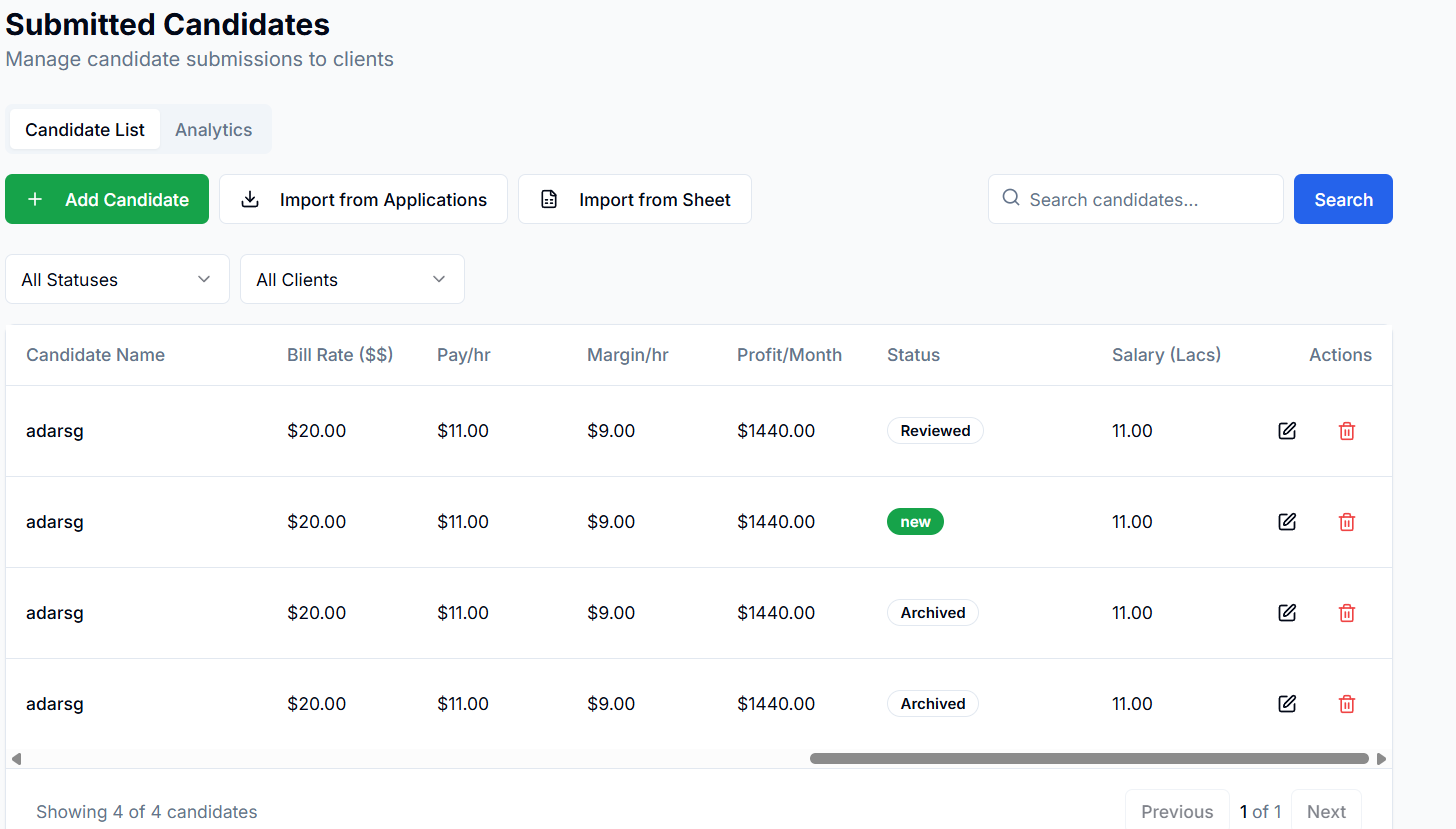 Submitted Candidates
Manage candidate submissions to clients
Candidate List Analytics
Add Candidate Import from Applications Import from Sheet Search candidates... Search
All Statuses All Clients
Candidate Name Bill Rate ($$) Pay/hr Margin/hr Profit/Month Status Salary (Lacs) Actions
adarsg $20.00 $11.00 $9.00 $1440.00 Reviewed 11.00
adarsg $20.00 $11.00 $9.00 $1440.00 new 11.00
adarsg $20.00 $11.00 $9.00 $1440.00 Archived 11.00
adarsg $20.00 $11.00 $9.00 $1440.00 Archived 11.00
Showing 4 of 4 candidates Previous 1 of 1 Next